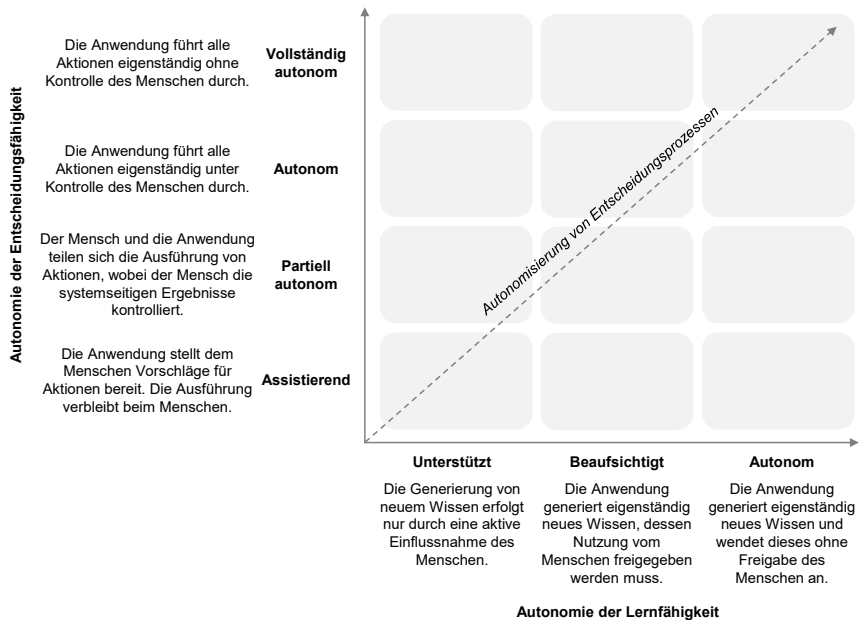 Autonomie der Entscheidungsfähigkeit
Die Anwendung führt alle
Aktionen eigenständig ohne
Kontrolle des Menschen durch.
Vollständig
autonom
Die Anwendung führt alle
Aktionen eigenständig unter
Kontrolle des Menschen durch.
Autonom
Der Mensch und die Anwendung
teilen sich die Ausführung von
Aktionen, wobei der Mensch die
systemseitigen Ergebnisse
kontrolliert.
Partiell
autonom
Die Anwendung stellt dem
Menschen Vorschläge für
Aktionen bereit. Die Ausführung
verbleibt beim Menschen.
Assistierend
Autonomisierung von Entscheidungsprozessen
Unterstützt
Die Generierung von
neuem Wissen erfolgt
nur durch eine aktive
Einflussnahme des
Menschen.
Beaufsichtigt
Die Anwendung
generiert eigenständig
neues Wissen, dessen
Nutzung vom
Menschen freigegeben
werden muss.
Autonom
Die Anwendung
generiert eigenständig
neues Wissen und
wendet dieses ohne
Freigabe des
Menschen an.
Autonomie der Lernfähigkeit